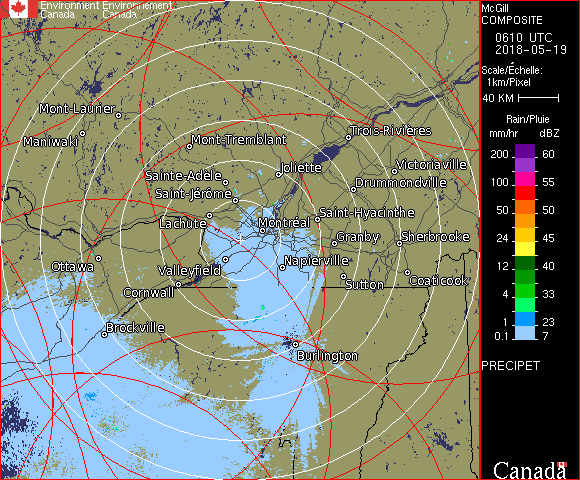 Environment Environnement
Canada Canada
McGill
COMPOSITE
0610 UTC
2018-05-19
Scale/Échelle:
1km/Pixel
40 KM
Rain/Pluie
mm/hr dBZ
200 60
100 55
50 50
24 45
12 40
8 33
4 30
1 23
0.1 7
PRECIPET
Canada
Mont-Laurier
Maniwaki
Mont-Tremblant
Trois-Rivières
Joliette
Victoriaville
Sainte-Adèle
Drummondville
Saint-Jérôme
Saint-Hyacinthe
Lachute
Montréal
Granby
Sherbrooke
Ottawa
Valleyfield
Napierville
Cornwall
Sutton
Coaticook
Brockville
Burlington